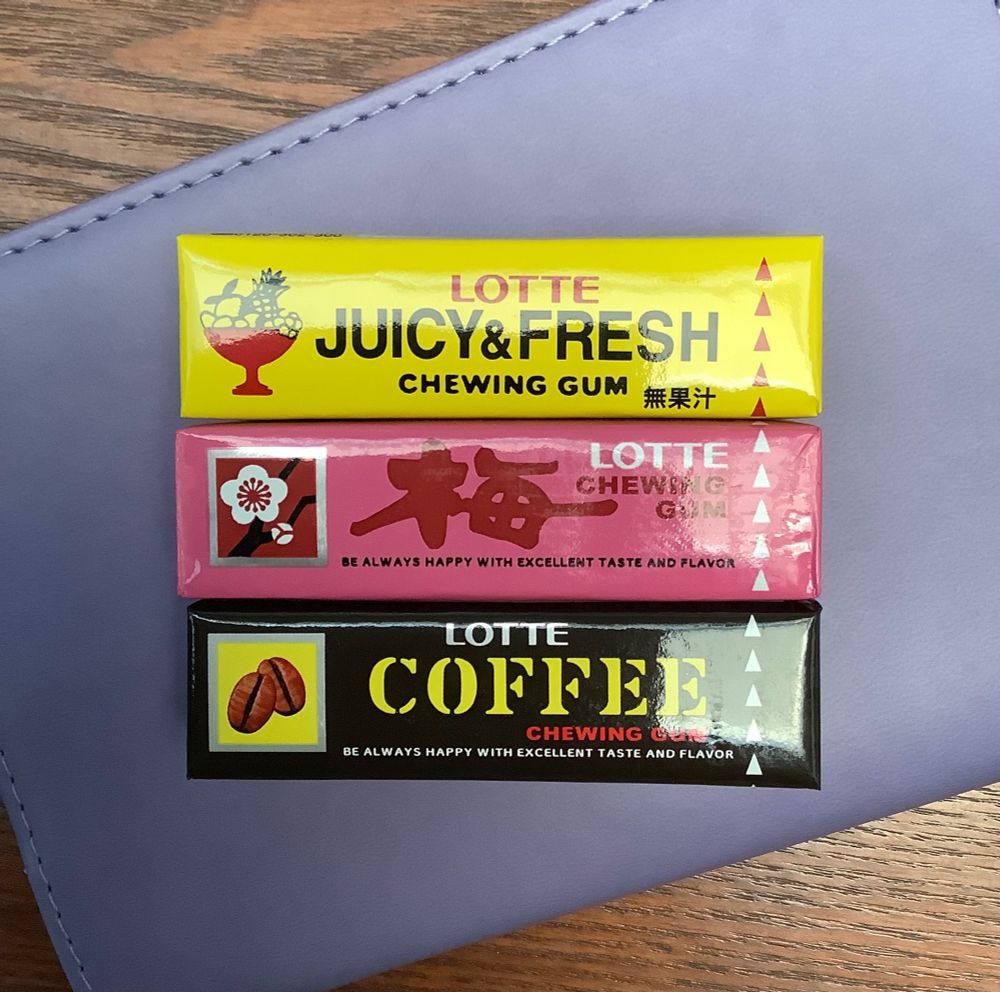 LOTTE
JUICY&FRESH
CHEWING GUM
無果汁
梅
LOTTE
CHEWING
GUM
BE ALWAYS HAPPY WITH EXCELLENT TASTE AND FLAVOR
LOTTE
COFFEE
CHEWING GUM
BE ALWAYS HAPPY WITH EXCELLENT TASTE AND FLAVOR